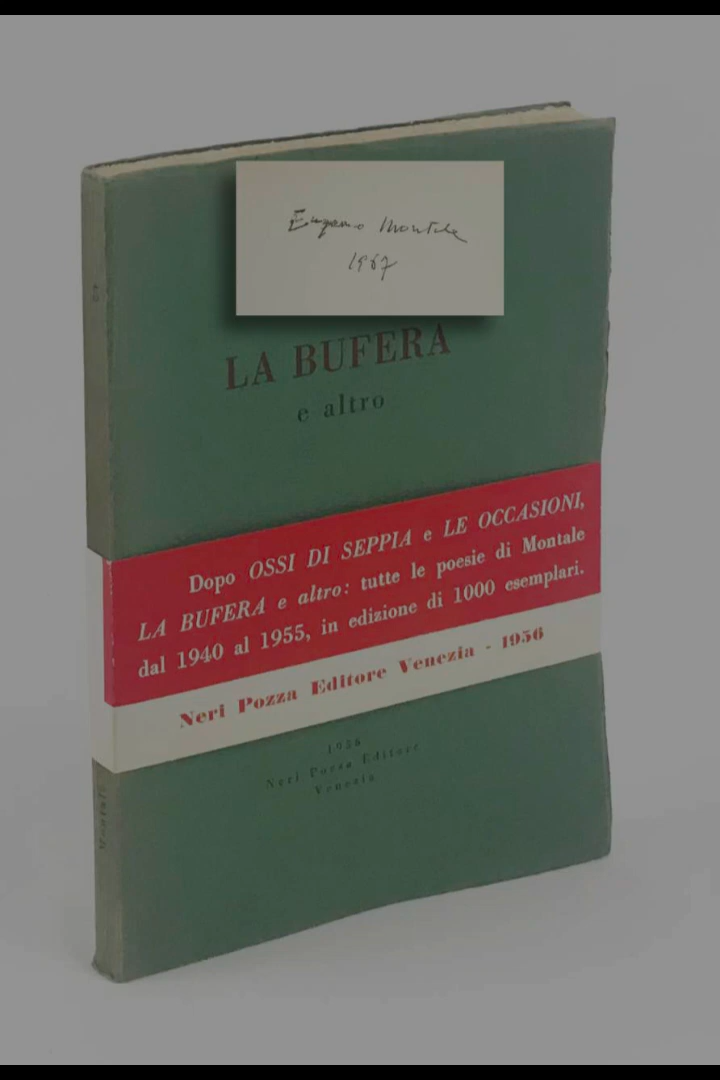 Eugenio Montale
1967
LA BUFERA
e altro
Dopo OSSI DI SEPPIA e LE OCCASIONI,
LA BUFERA e altro: tutte le poesie di Montale
dal 1940 al 1955, in edizione di 1000 esemplari.
Neri Pozza Editore Venezia - 1956
1956
Neri Pozza Editore
Venezia
Montale